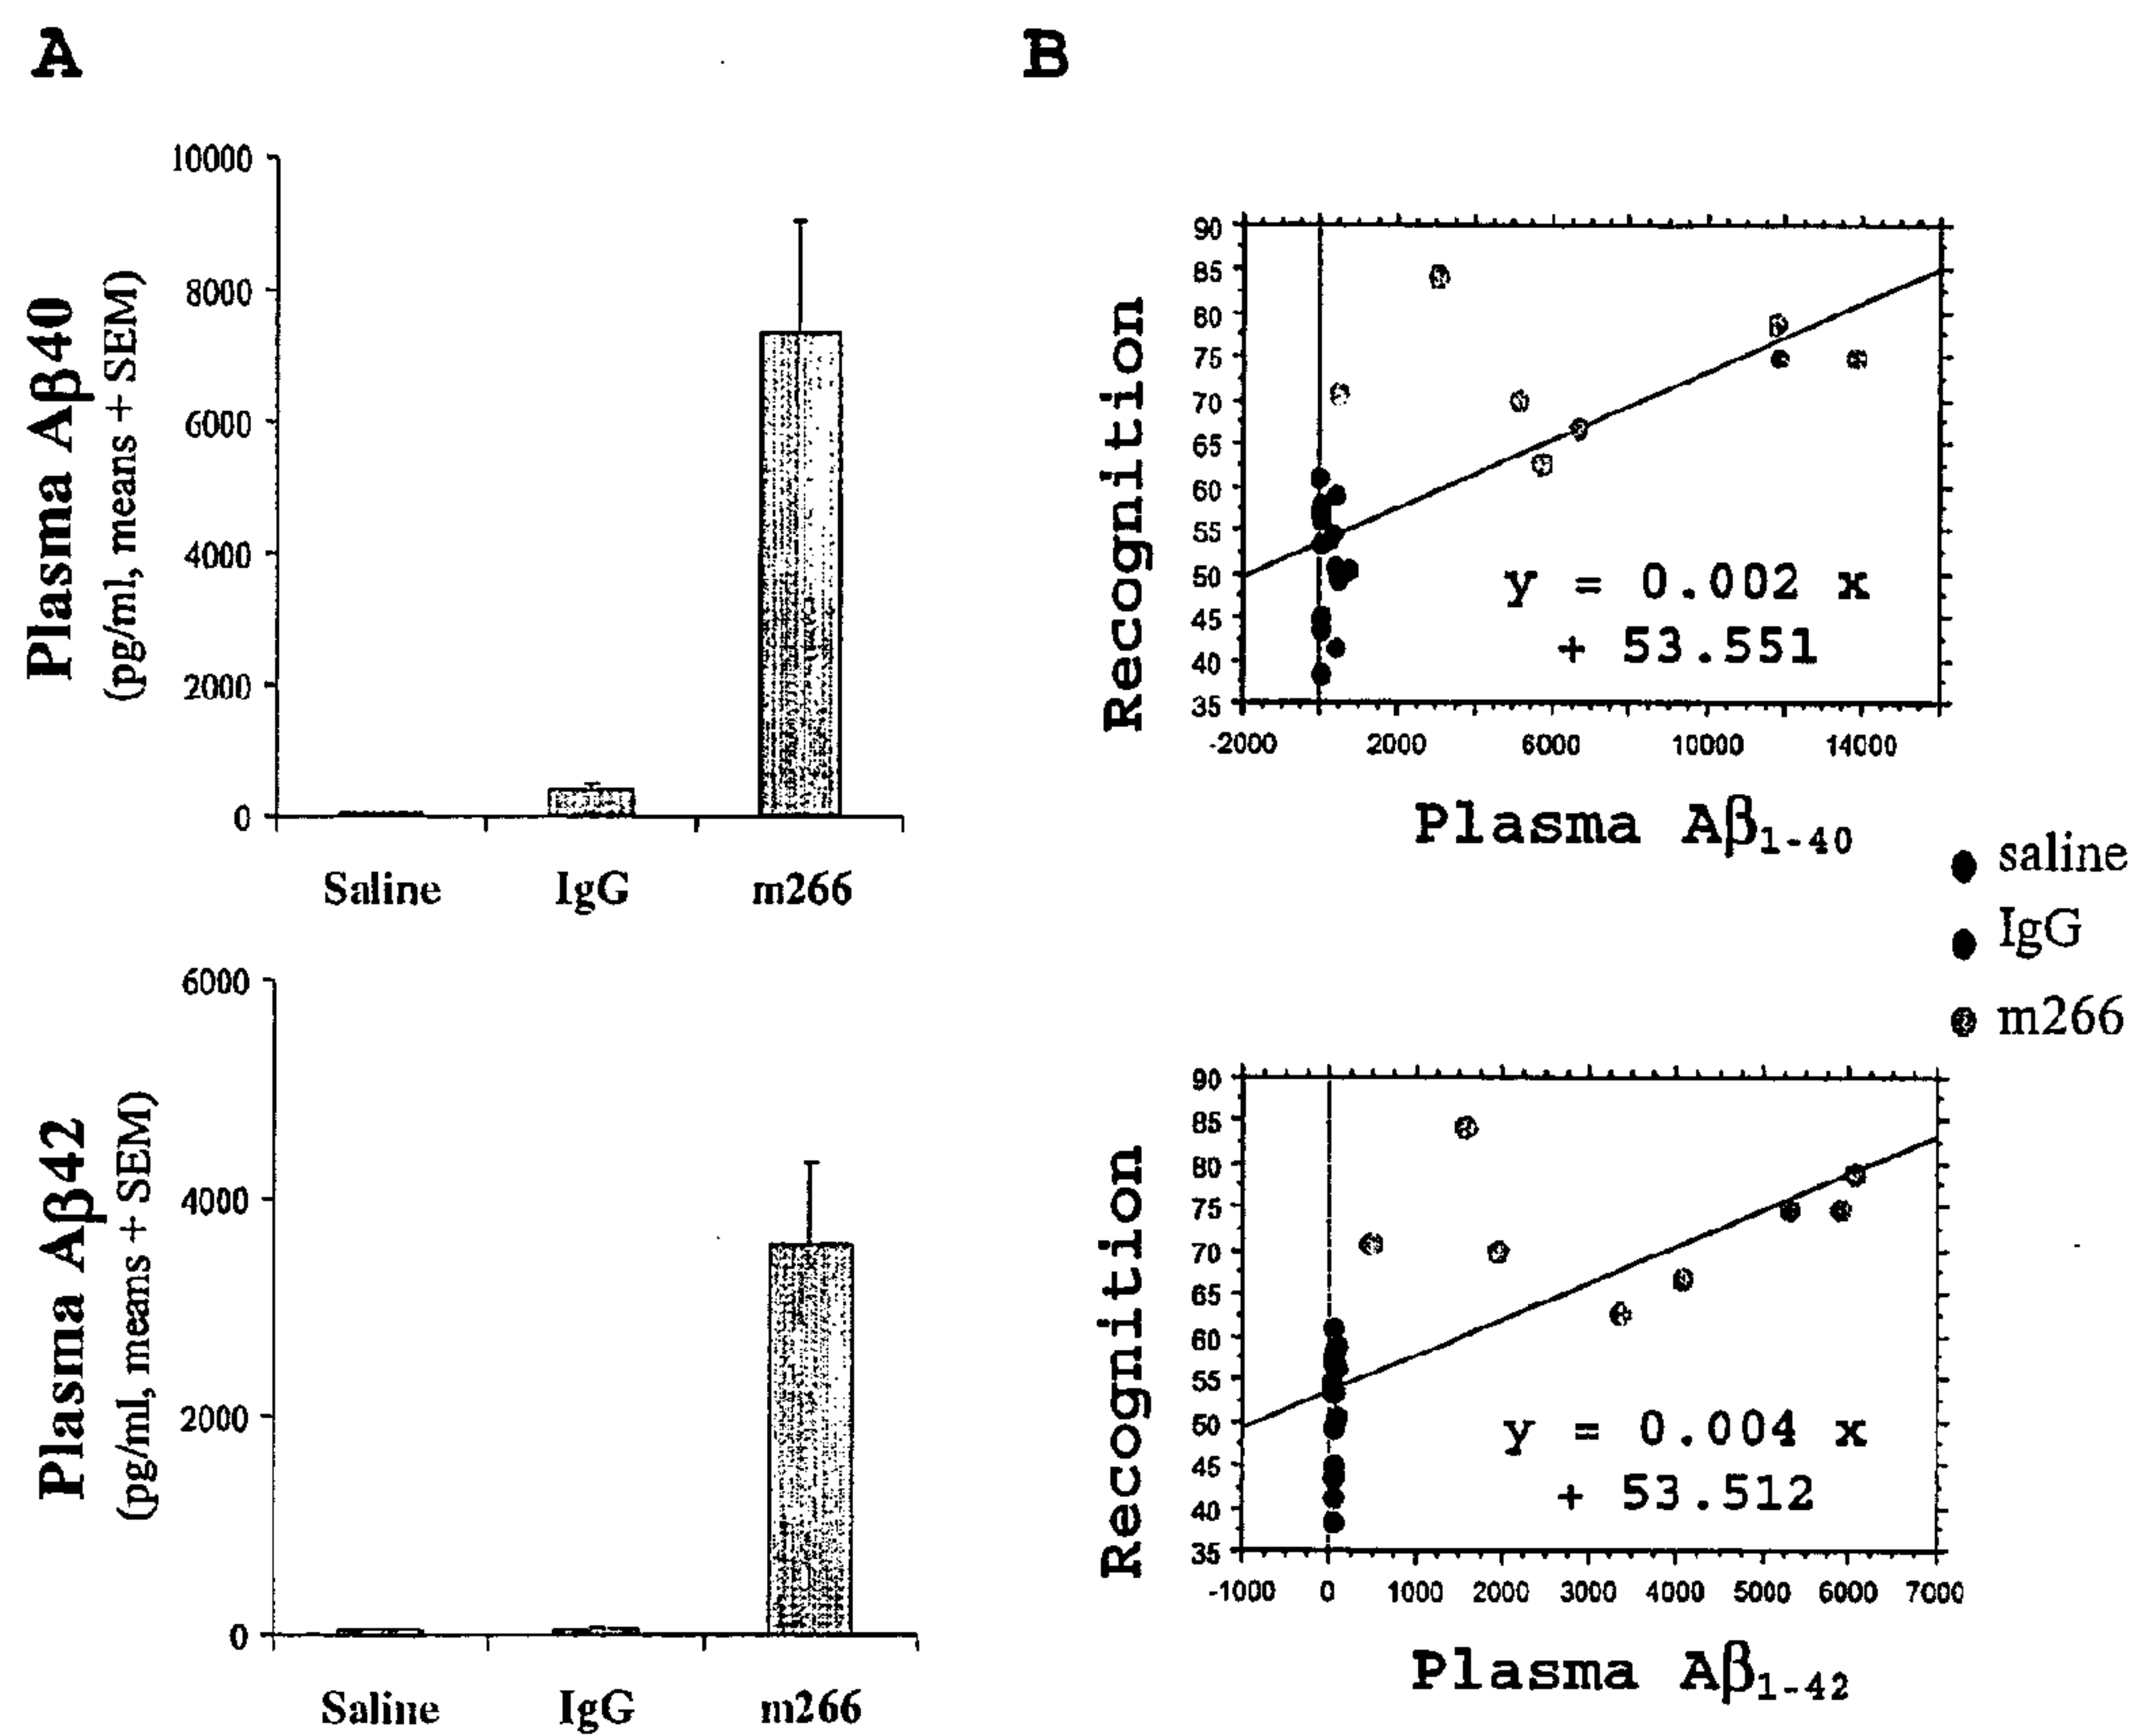 A
Plasma Aβ40
(pg/ml, means + SEM)
10000
8000
6000
4000
2000
0
Saline IgG m266
Plasma Aβ42
(pg/ml, means + SEM)
6000
4000
2000
0
Saline IgG m266
B
Recognition
90
85
80
75
70
65
60
55
50
45
40
35
y = 0.002 x
+ 53.551
-2000 2000 6000 10000 14000
Plasma Aβ1-40
saline
IgG
m266
Recognition
90
85
80
75
70
65
60
55
50
45
40
35
y = 0.004 x
+ 53.512
-1000 0 1000 2000 3000 4000 5000 6000 7000
Plasma Aβ1-42